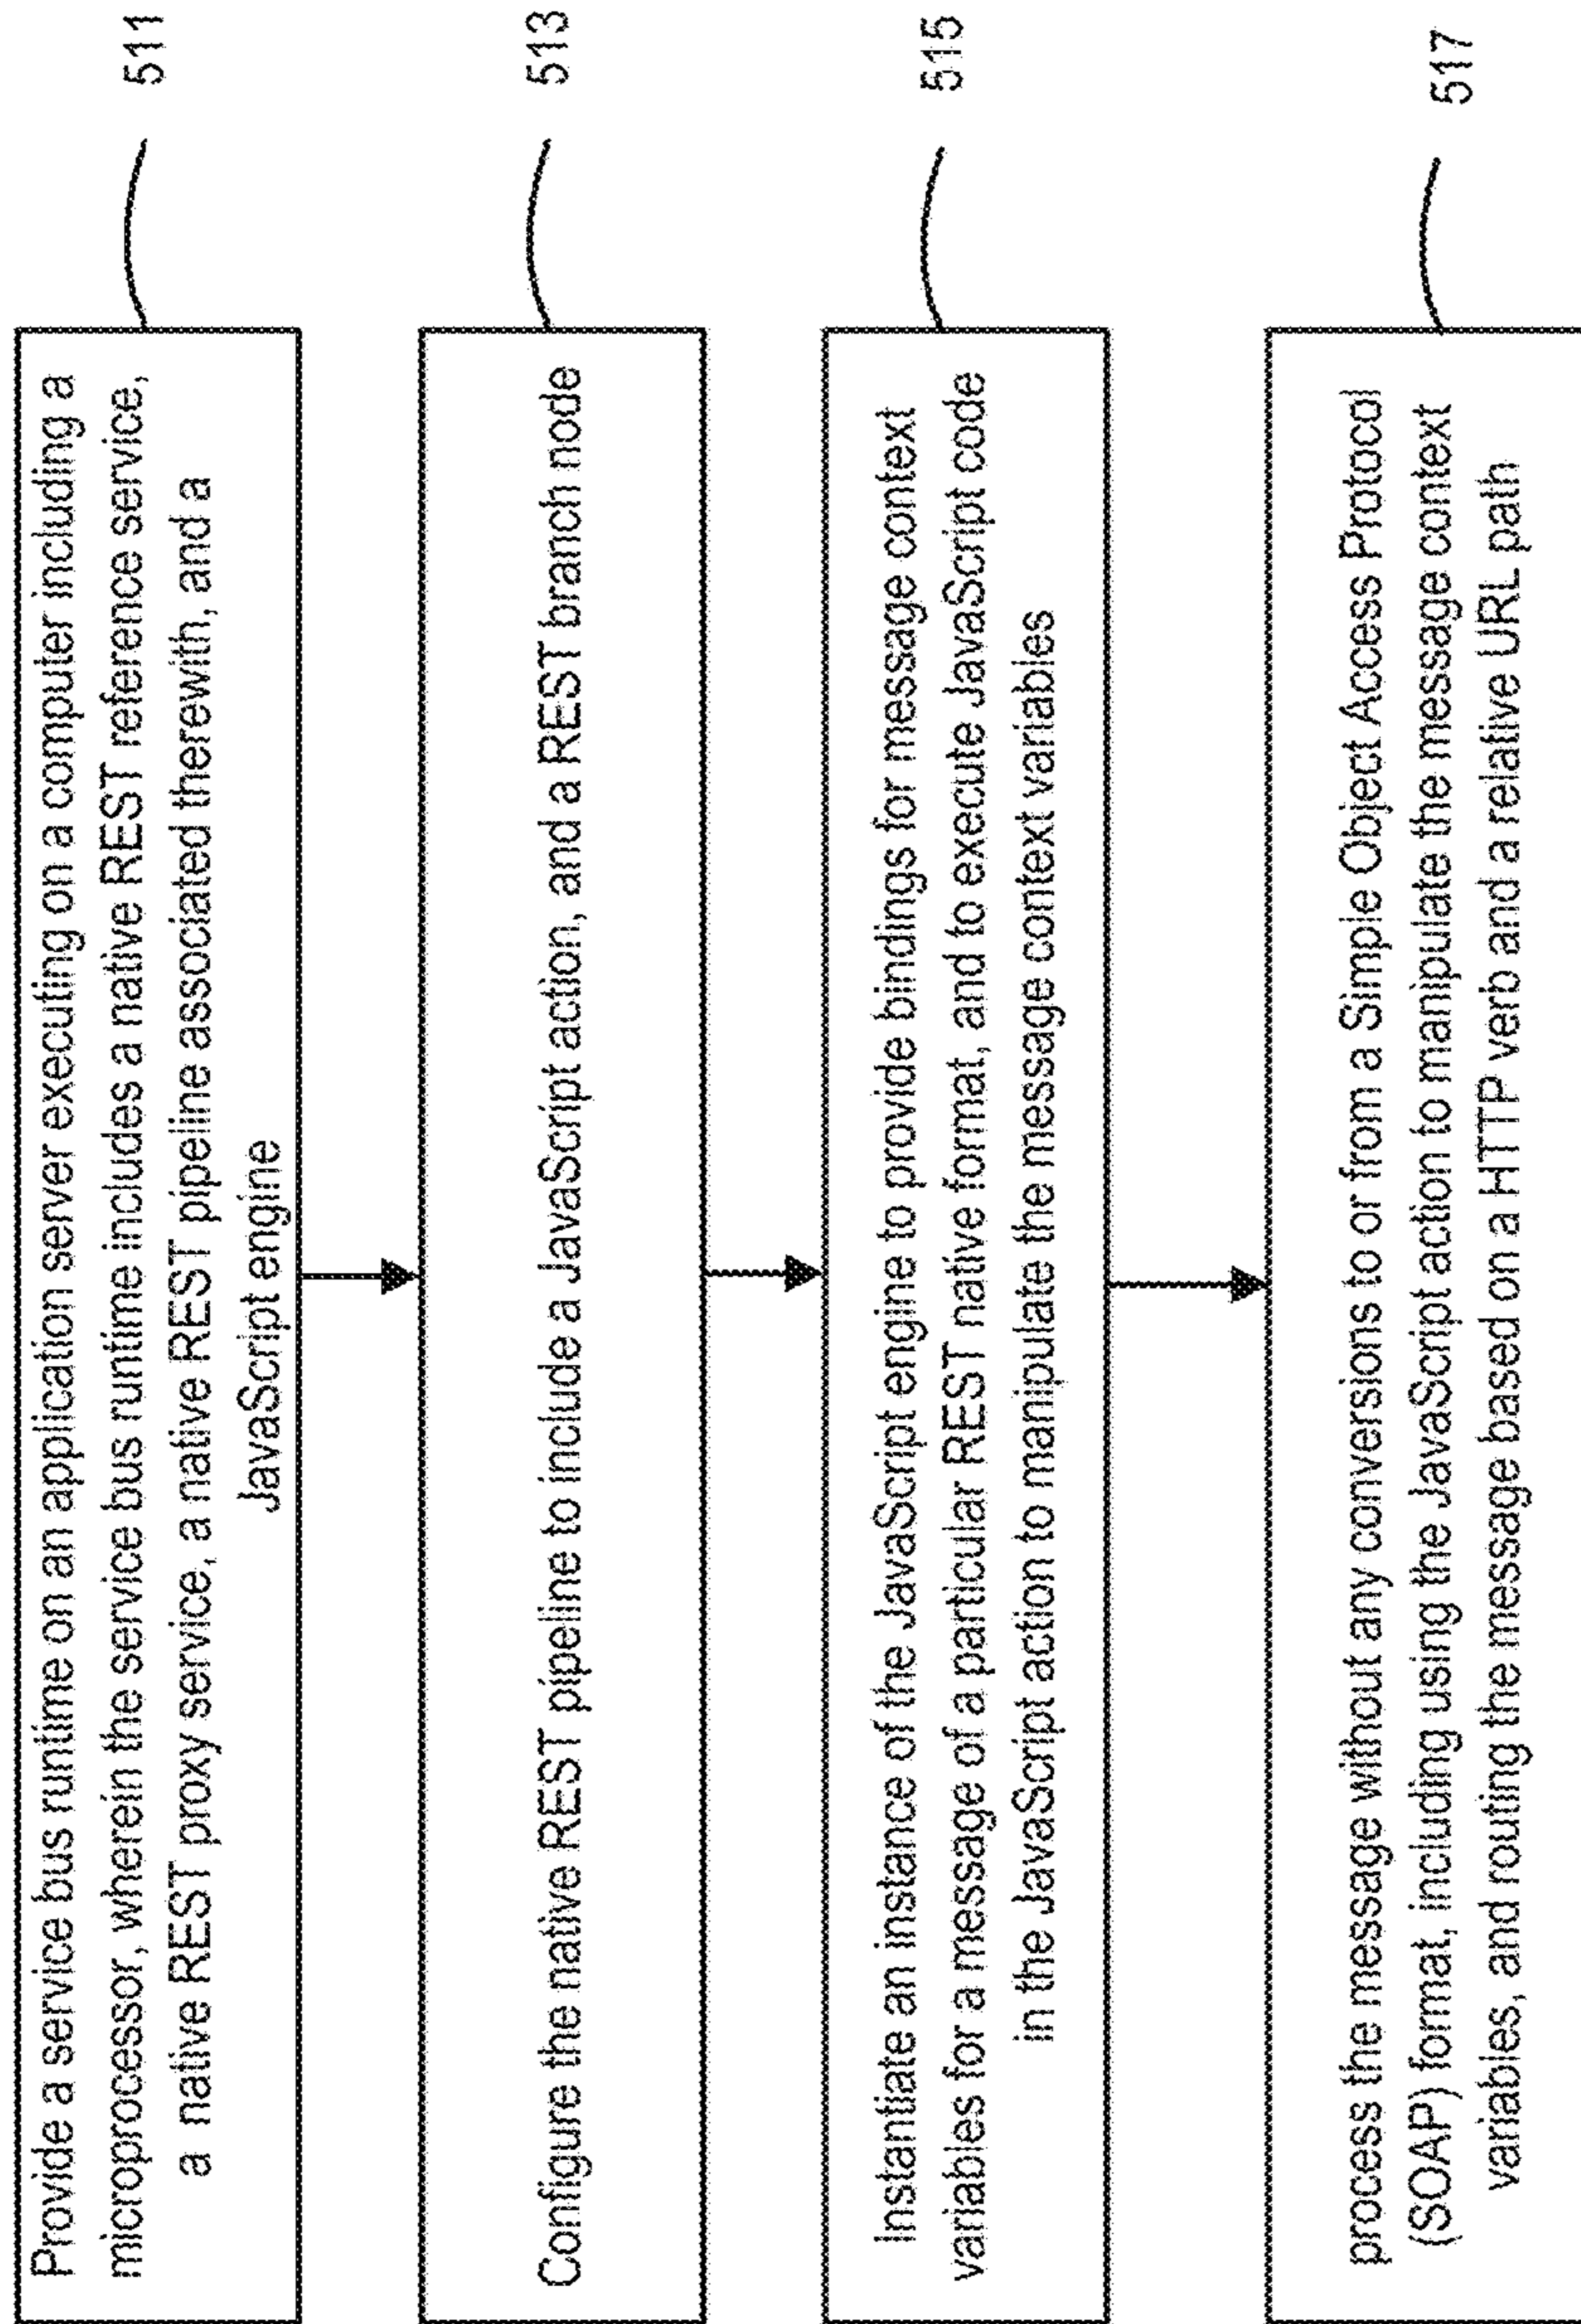 Provide a service bus runtime on an application server executing on a computer including a
microprocessor, wherein the service bus runtime includes a native REST reference service,
a native REST proxy service, a native REST pipeline associated therewith, and a
JavaScript engine
511
Configure the native REST pipeline to include a JavaScript action, and a REST branch node
513
Instantiate an instance of the JavaScript engine to provide bindings for message context
variables for a message of a particular REST native format, and to execute JavaScript code
in the JavaScript action to manipulate the message context variables
515
process the message without any conversions to or from a Simple Object Access Protocol
(SOAP) format, including using the JavaScript action to manipulate the message context
variables, and routing the message based on a HTTP verb and a relative URL path
517